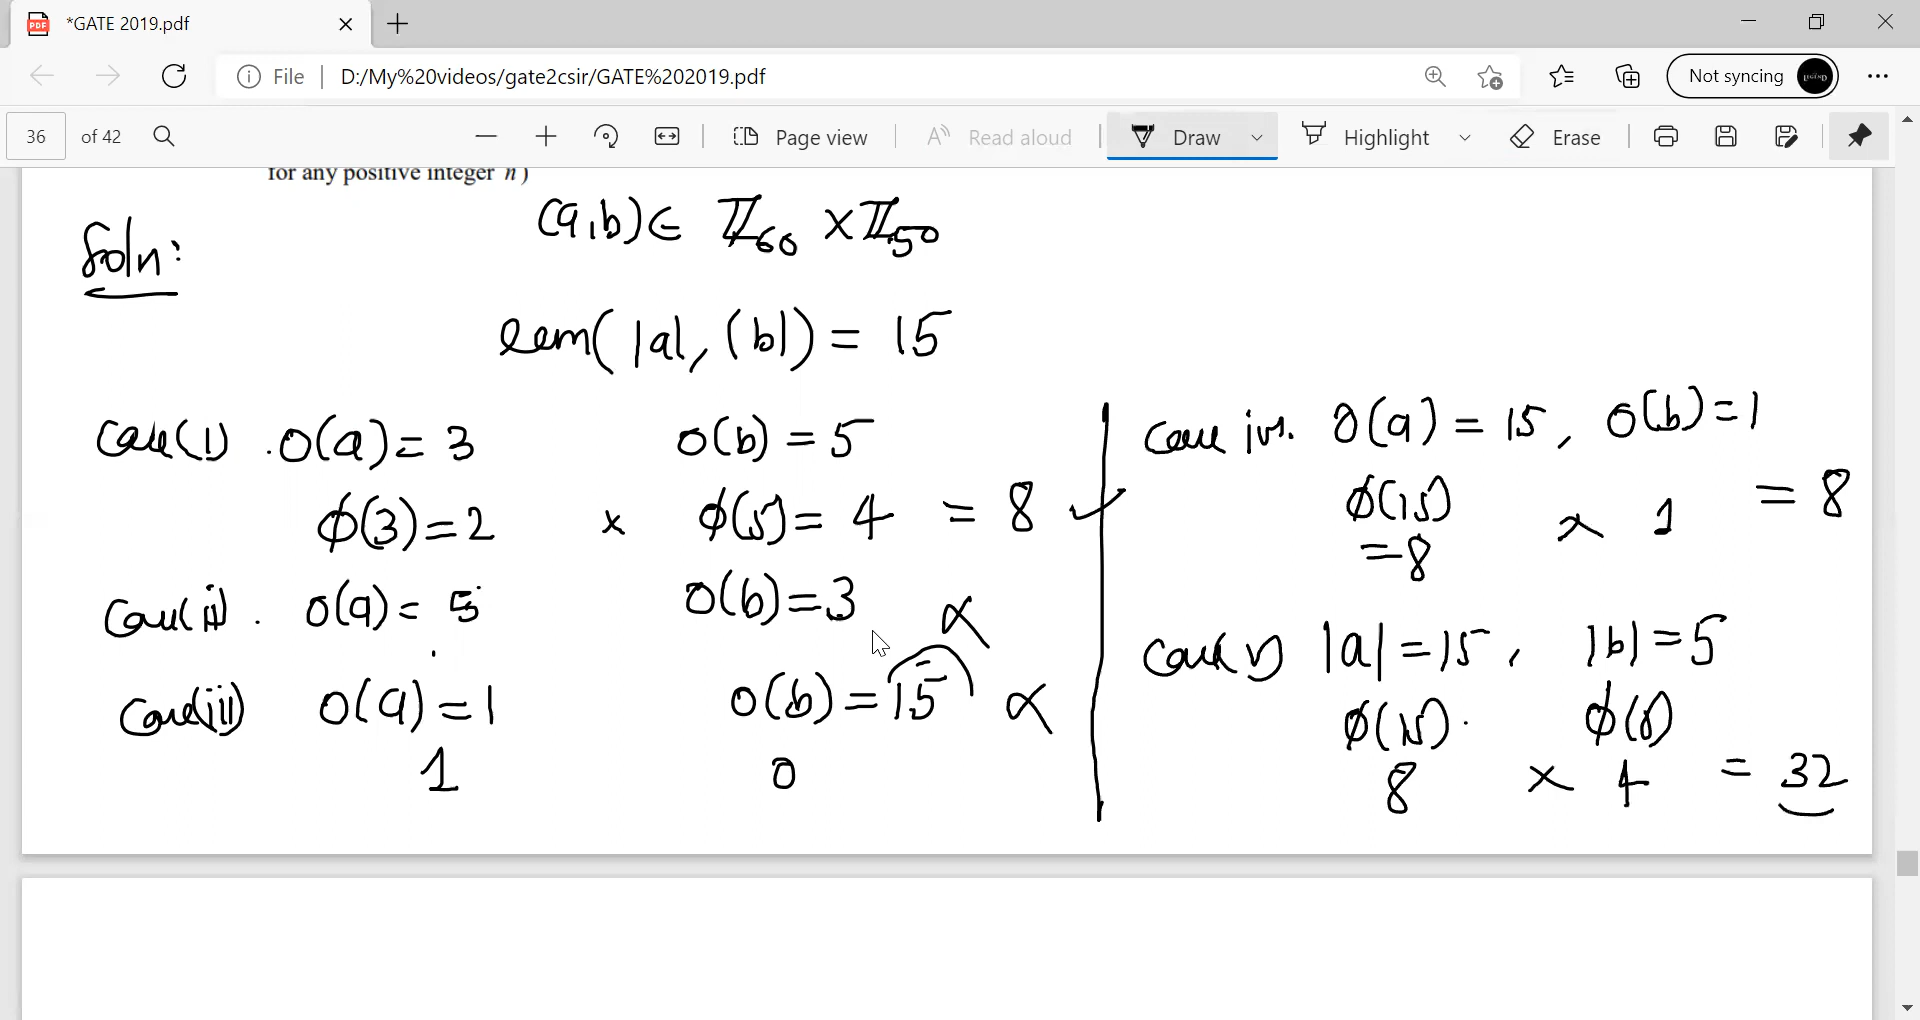 *GATE 2019.pdf
File | D:/My%20videos/gate2csir/GATE%202019.pdf
Not syncing
36 of 42
Page view
Read aloud
Draw
Highlight
Erase
for any positive integer n)
Soln:
(a,b)∈ ℤ60 × ℤ50
lcm(|a|, |b|) = 15
Case(i) . O(a) = 3 O(b) = 5
ϕ(3) = 2 × ϕ(5) = 4 = 8 ✓
Case(ii) . O(a) = 5 O(b) = 3 ×
Case(iii) O(a) = 1 O(b) = 15 ×
1 0
Case iv). O(a) = 15, O(b) = 1
ϕ(15) × 1 = 8
= 8
Case v) |a| = 15, |b| = 5
ϕ(15) . ϕ(5)
8 × 4 = 32